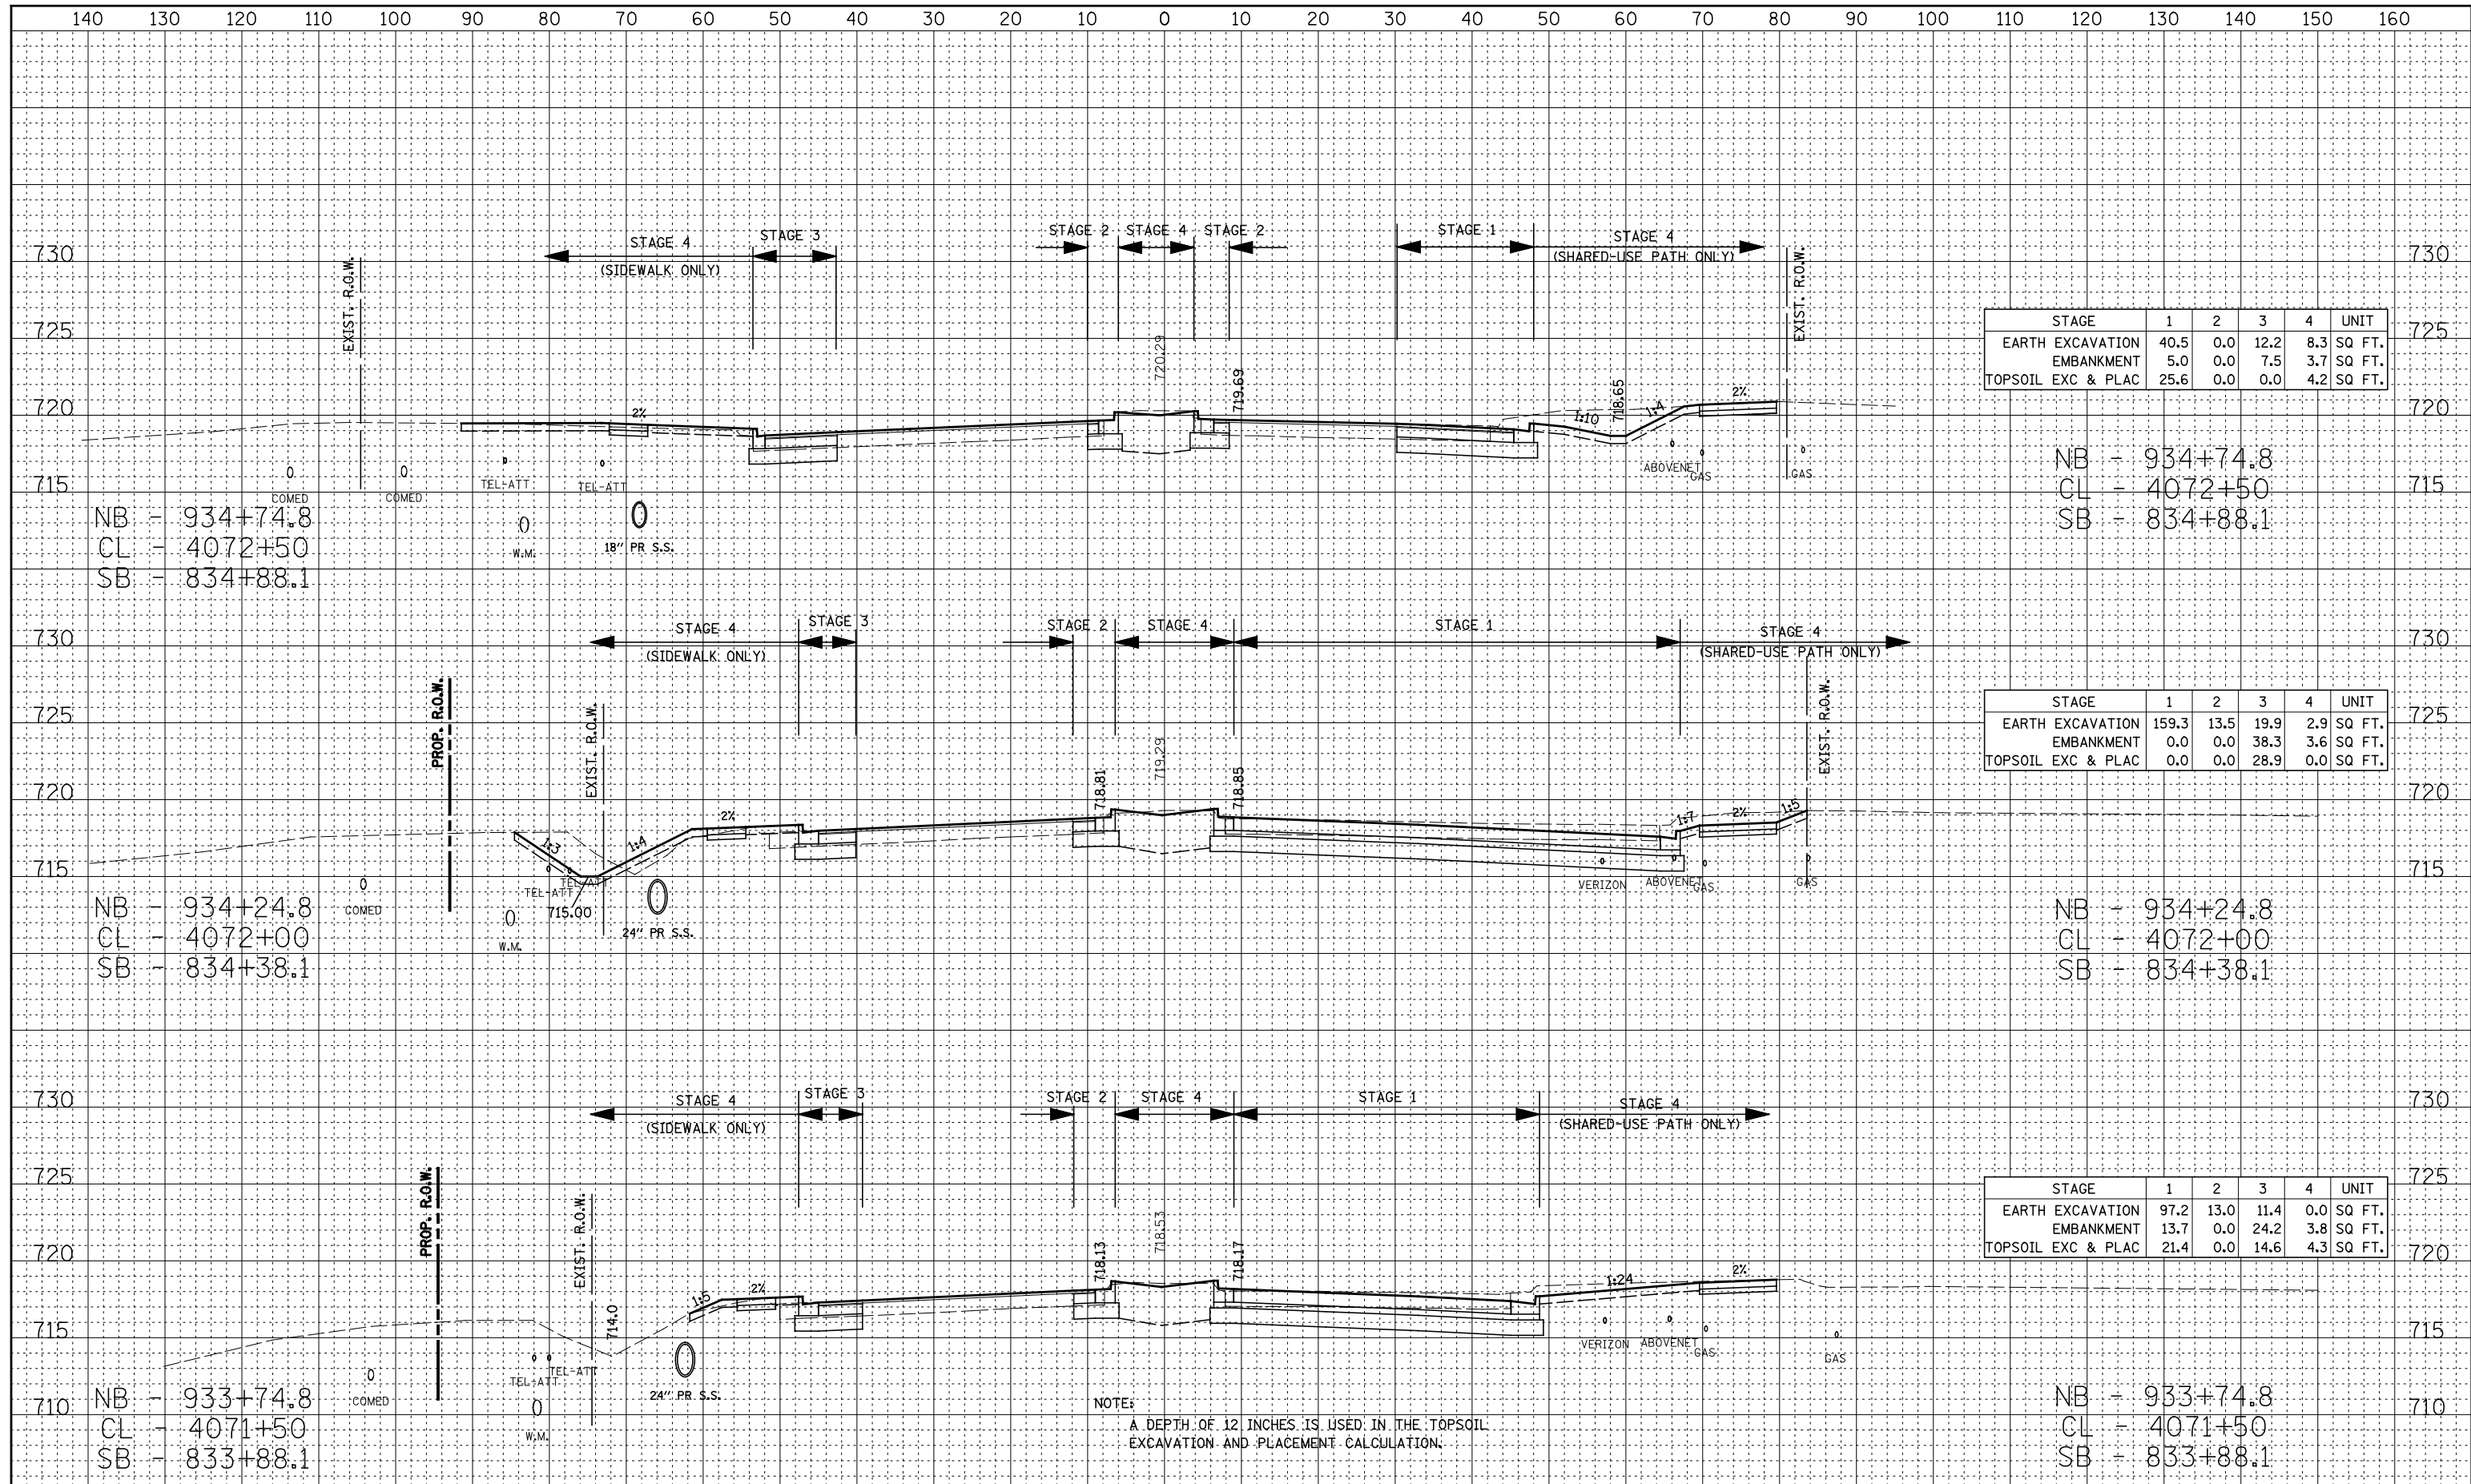 140 130 120 110 100 90 80 70 60 50 40 30 20 10 0 10 20 30 40 50 60 70 80 90 100 110 120 130 140 150 160
STAGE 4
(SIDEWALK ONLY)
STAGE 3
STAGE 2
STAGE 4
STAGE 2
STAGE 1
STAGE 4
(SHARED-USE PATH ONLY)
730
725
720
715
EXIST. R.O.W.
2%
720.29
719.69
718.65
1:10
1:4
2%
EXIST. R.O.W.
COMED
COMED
TEL-ATT
TEL-ATT
W.M.
18" PR S.S.
ABOVENET
GAS
GAS
730
725
720
715
STAGE 1 2 3 4 UNIT
EARTH EXCAVATION 40.5 0.0 12.2 8.3 SQ FT.
EMBANKMENT 5.0 0.0 7.5 3.7 SQ FT.
TOPSOIL EXC & PLAC 25.6 0.0 0.0 4.2 SQ FT.
NB - 934+74.8
CL - 4072+50
SB - 834+88.1
NB - 934+74.8
CL - 4072+50
SB - 834+88.1
STAGE 4
(SIDEWALK ONLY)
STAGE 3
STAGE 2
STAGE 4
STAGE 1
STAGE 4
(SHARED-USE PATH ONLY)
730
725
720
715
PROP. R.O.W.
EXIST. R.O.W.
1:3
1:4
2%
718.81
719.29
718.85
1:7
2%
1:5
EXIST. R.O.W.
COMED
TEL-ATT
TEL-ATT
715.00
W.M.
24" PR S.S.
VERIZON
ABOVENET
GAS
GAS
730
725
720
715
STAGE 1 2 3 4 UNIT
EARTH EXCAVATION 159.3 13.5 19.9 2.9 SQ FT.
EMBANKMENT 0.0 0.0 38.3 3.6 SQ FT.
TOPSOIL EXC & PLAC 0.0 0.0 28.9 0.0 SQ FT.
NB - 934+24.8
CL - 4072+00
SB - 834+38.1
NB - 934+24.8
CL - 4072+00
SB - 834+38.1
STAGE 4
(SIDEWALK ONLY)
STAGE 3
STAGE 2
STAGE 4
STAGE 1
STAGE 4
(SHARED-USE PATH ONLY)
730
725
720
715
710
PROP. R.O.W.
EXIST. R.O.W.
714.0
1:5
2%
718.13
718.53
718.17
1:24
2%
COMED
TEL-ATT
TEL-ATT
W.M.
24" PR S.S.
VERIZON
ABOVENET
GAS
GAS
730
725
720
715
710
STAGE 1 2 3 4 UNIT
EARTH EXCAVATION 97.2 13.0 11.4 0.0 SQ FT.
EMBANKMENT 13.7 0.0 24.2 3.8 SQ FT.
TOPSOIL EXC & PLAC 21.4 0.0 14.6 4.3 SQ FT.
NB - 933+74.8
CL - 4071+50
SB - 833+88.1
NOTE:
A DEPTH OF 12 INCHES IS USED IN THE TOPSOIL
EXCAVATION AND PLACEMENT CALCULATION.
NB - 933+74.8
CL - 4071+50
SB - 833+88.1